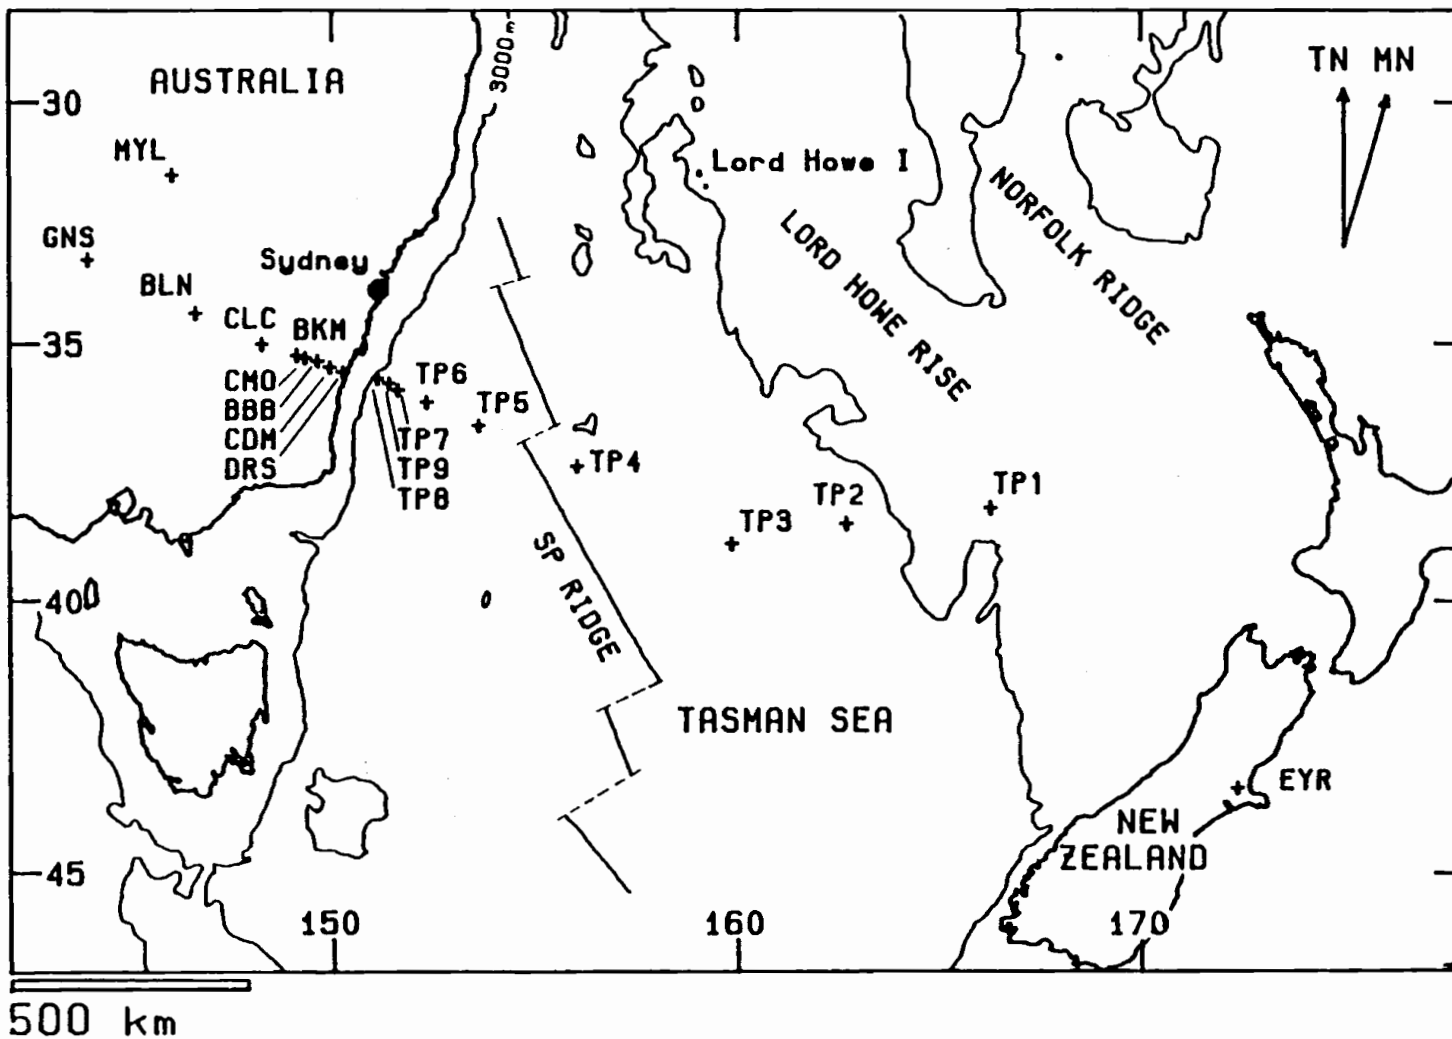 AUSTRALIA
3000m
TN MN
-30
MYL
Lord Howe I
NORFOLK RIDGE
GNS
LORD HOWE RISE
Sydney
BLN
CLC
BKM
-35
CMO
BBB
CDM
DRS
TP6
TP5
TP7
TP9
TP8
TP4
TP3
TP2
TP1
SP RIDGE
-40
TASMAN SEA
EYR
NEW
ZEALAND
-45
150
160
170
500 km